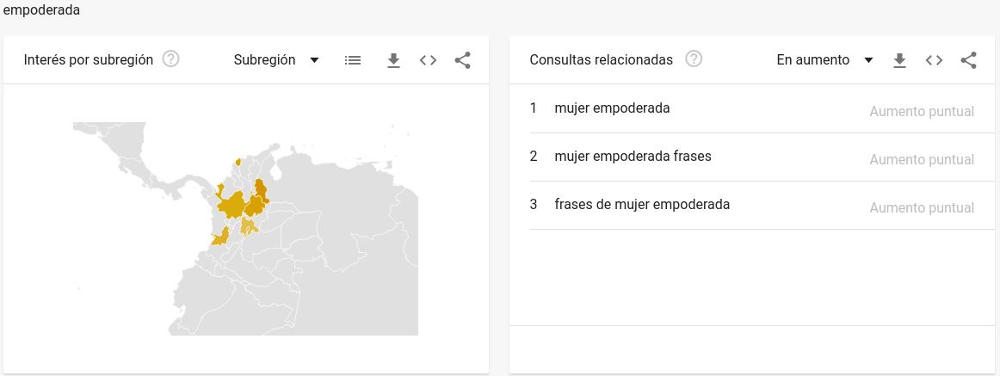 empoderada
Interés por subregión ? Subregión
Consultas relacionadas ? En aumento
1 mujer empoderada Aumento puntual
2 mujer empoderada frases Aumento puntual
3 frases de mujer empoderada Aumento puntual